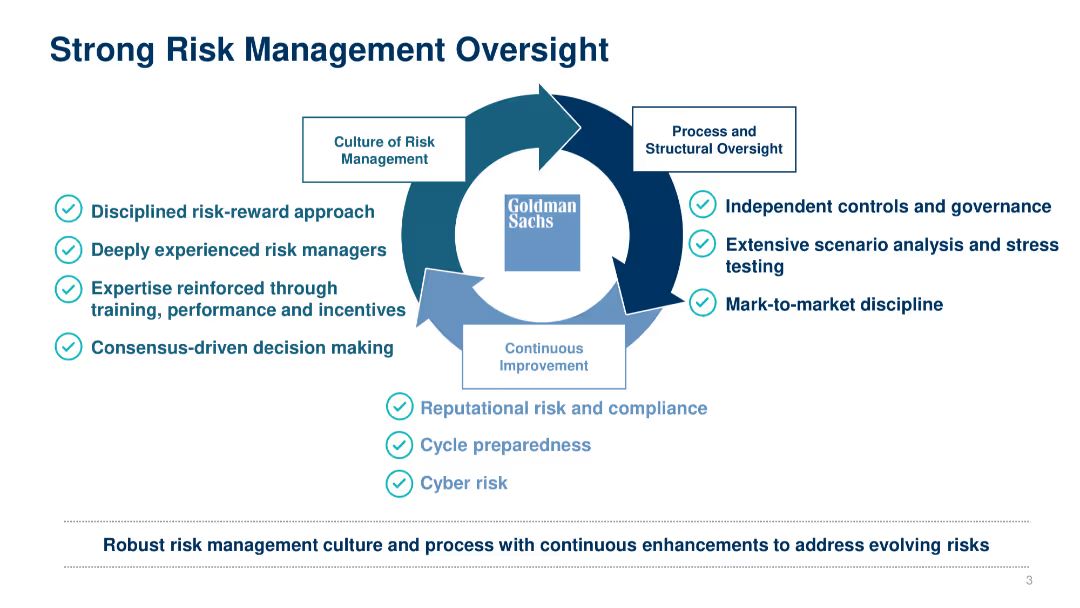 Strong Risk Management Oversight
Culture of Risk
Management
Process and
Structural Oversight
Goldman
Sachs
Disciplined risk-reward approach
Deeply experienced risk managers
Expertise reinforced through
training, performance and incentives
Consensus-driven decision making
Independent controls and governance
Extensive scenario analysis and stress
testing
Mark-to-market discipline
Continuous
Improvement
Reputational risk and compliance
Cycle preparedness
Cyber risk
Robust risk management culture and process with continuous enhancements to address evolving risks
3